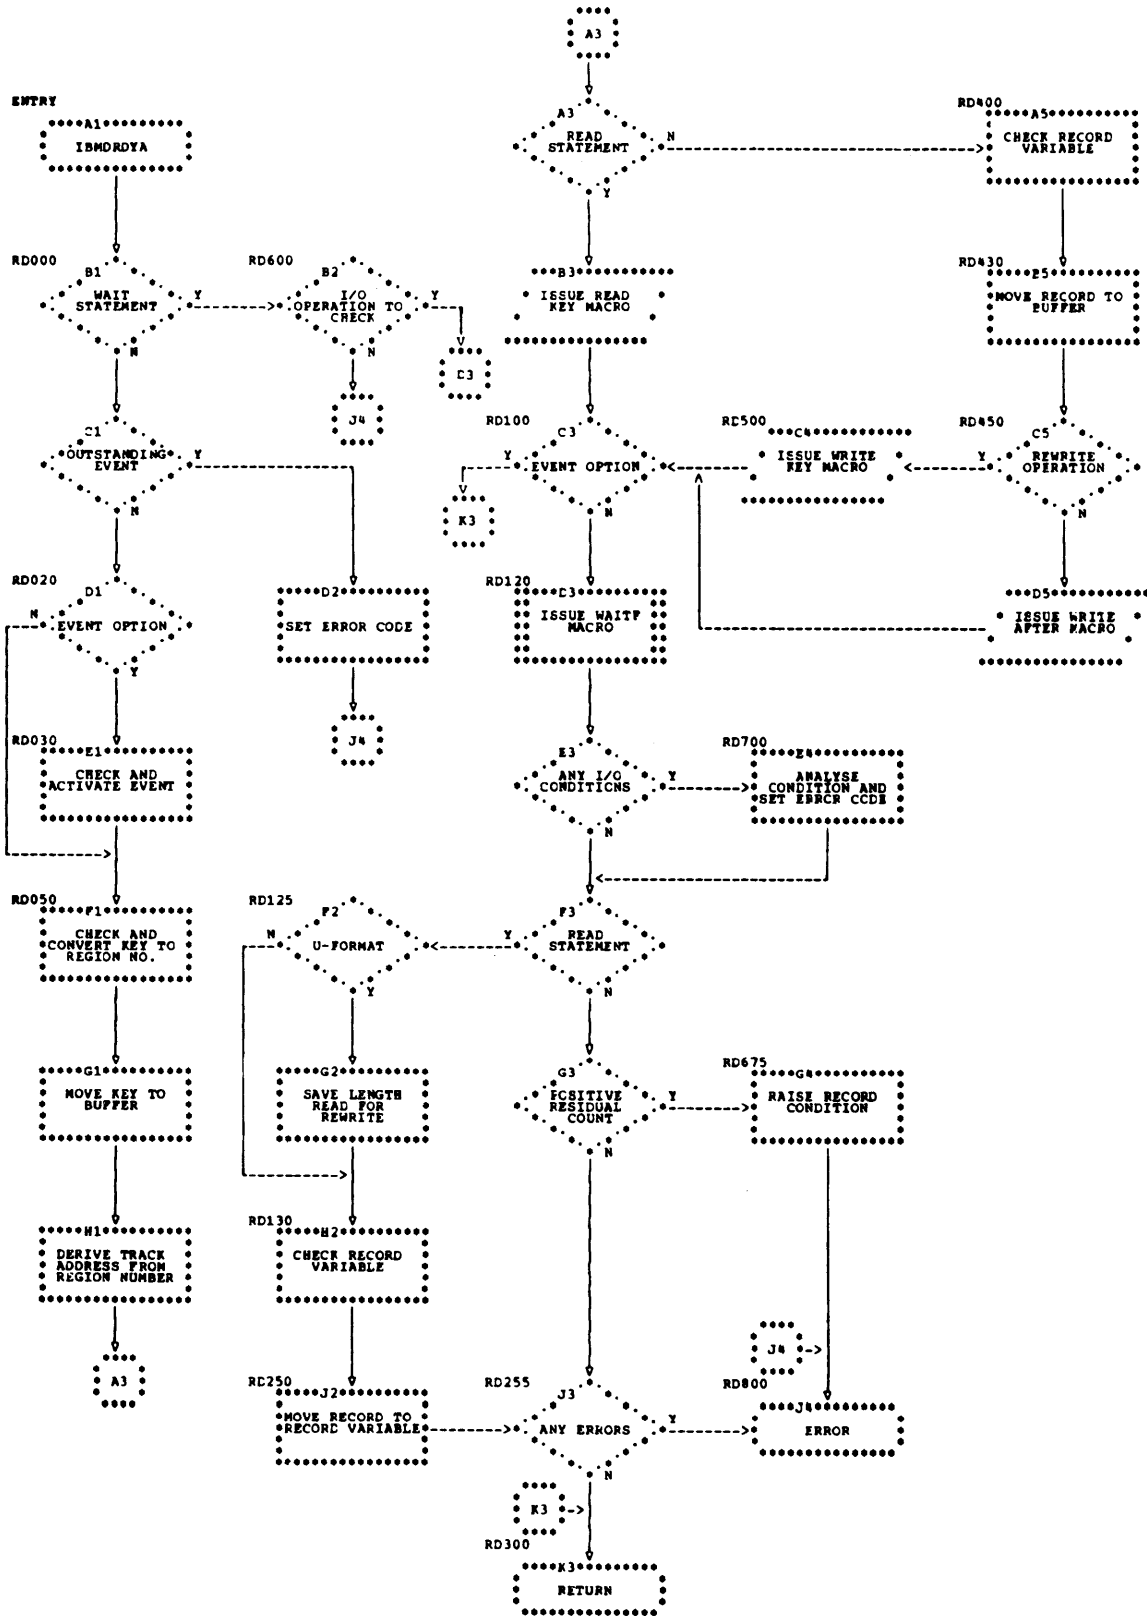 A3
ENTRY
A1
IBMDRDYA
A3
READ
STATEMENT
N
Y
RD400
A5
CHECK RECORD
VARIABLE
RD000
B1
WAIT
STATEMENT
Y
N
RD600
B2
I/O
OPERATION TO
CHECK
Y
N
D3
J4
B3
ISSUE READ
KEY MACRO
RD430
B5
MOVE RECORD TO
BUFFER
C1
OUTSTANDING
EVENT
Y
N
RD100
C3
EVENT OPTION
Y
N
K3
RD500
C4
ISSUE WRITE
KEY MACRO
RD450
C5
REWRITE
OPERATION
Y
N
RD020
D1
EVENT OPTION
N
Y
D2
SET ERROR CODE
J4
RD120
D3
ISSUE WAITF
MACRO
D5
ISSUE WRITE
AFTER MACRO
RD030
E1
CHECK AND
ACTIVATE EVENT
E3
ANY I/O
CONDITIONS
Y
N
RD700
E4
ANALYSE
CONDITION AND
SET ERROR CODE
RD050
F1
CHECK AND
CONVERT KEY TO
REGION NO.
RD125
F2
U-FORMAT
N
Y
F3
READ
STATEMENT
Y
N
G1
MOVE KEY TO
BUFFER
G2
SAVE LENGTH
READ FOR
REWRITE
G3
POSITIVE
RESIDUAL
COUNT
Y
N
RD675
G4
RAISE RECORD
CONDITION
H1
DERIVE TRACK
ADDRESS FROM
REGION NUMBER
A3
RD130
H2
CHECK RECORD
VARIABLE
J4
RD250
J2
MOVE RECORD TO
RECORD VARIABLE
RD255
J3
ANY ERRORS
Y
N
RD800
J4
ERROR
K3
RD300
K3
RETURN